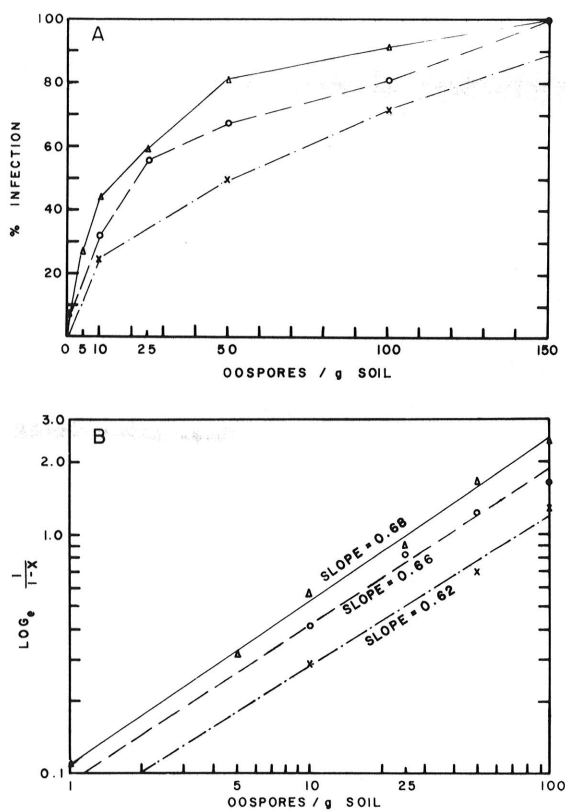 A
100
80
60
40
20
% INFECTION
0 5 10 25 50 100 150
OOSPORES / g SOIL
B
3.0
2.0
1.0
0.1
LOGe 1/1-X
SLOPE = 0.68
SLOPE = 0.66
SLOPE = 0.62
1 5 10 25 100
OOSPORES / g SOIL